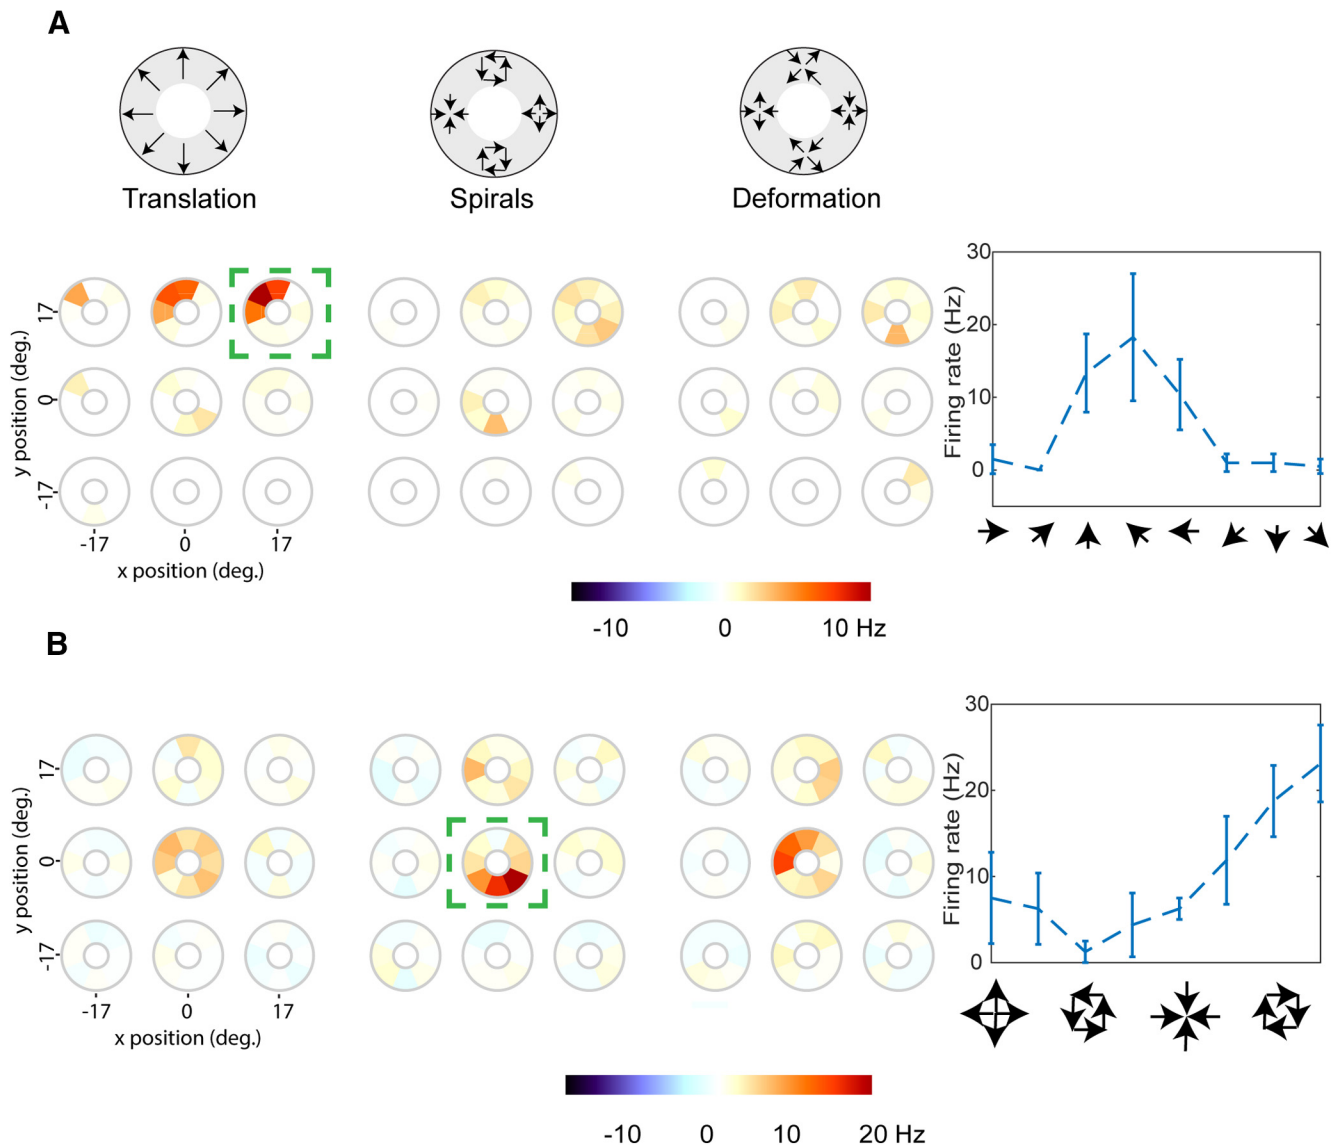 A
Translation
Spirals
Deformation
y position (deg.)
17
0
-17
-17
0
17
x position (deg.)
Firing rate (Hz)
30
20
10
0
-10
0
10 Hz
B
y position (deg.)
17
0
-17
-17
0
17
x position (deg.)
Firing rate (Hz)
30
20
10
0
-10
0
10
20 Hz